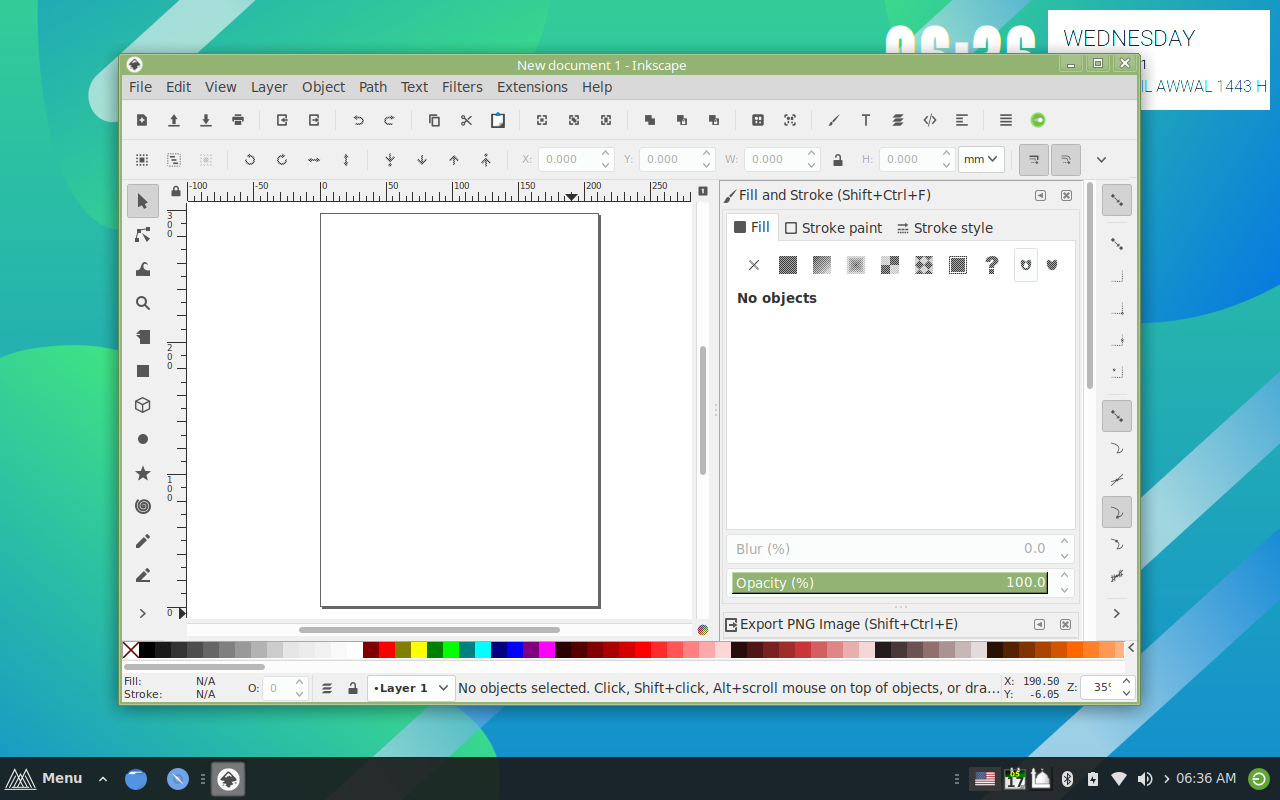 WEDNESDAY
IL AWWAL 1443 H
New document 1 - Inkscape
File Edit View Layer Object Path Text Filters Extensions Help
X: 0.000 Y: 0.000 W: 0.000 H: 0.000 mm
-100 -50 0 50 100 150 200 250
300
200
100
0
Fill and Stroke (Shift+Ctrl+F)
Fill Stroke paint Stroke style
No objects
Blur (%) 0.0
Opacity (%) 100.0
Export PNG Image (Shift+Ctrl+E)
Fill: N/A
Stroke: N/A
O: 0
•Layer 1
No objects selected. Click, Shift+click, Alt+scroll mouse on top of objects, or dra...
X: 190.50
Y: -6.05
Z: 35%
Menu
05
17
06:36 AM